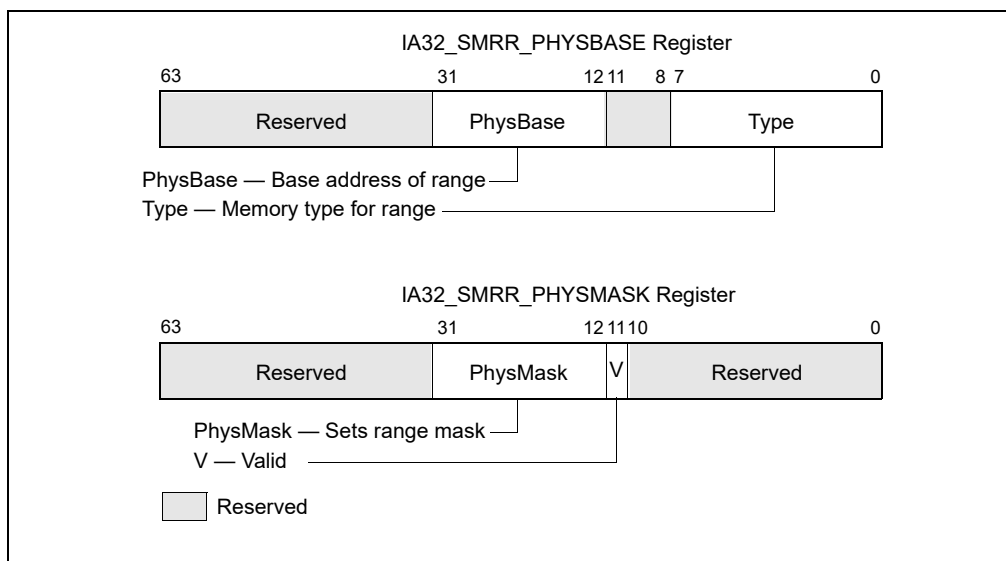 IA32_SMRR_PHYSBASE Register
63 31 12 11 8 7 0
Reserved PhysBase Type
PhysBase — Base address of range
Type — Memory type for range
IA32_SMRR_PHYSMASK Register
63 31 12 11 10 0
Reserved PhysMask V Reserved
PhysMask — Sets range mask
V — Valid
Reserved